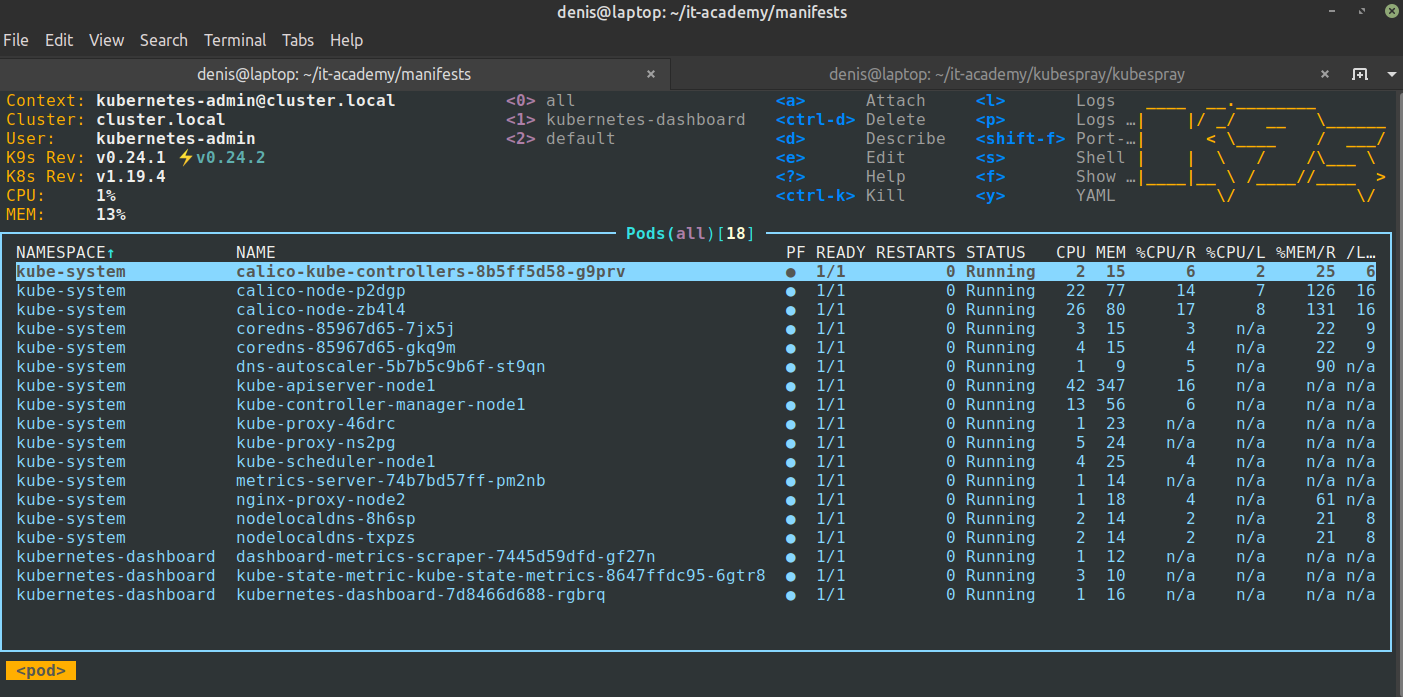 denis@laptop: ~/it-academy/manifests
File Edit View Search Terminal Tabs Help
denis@laptop: ~/it-academy/manifests × denis@laptop: ~/it-academy/kubespray/kubespray ×
Context: kubernetes-admin@cluster.local <0> all <a> Attach <l> Logs
Cluster: cluster.local <1> kubernetes-dashboard <ctrl-d> Delete <p> Logs …
User: kubernetes-admin <2> default <d> Describe <shift-f> Port-…
K9s Rev: v0.24.1 ⚡v0.24.2 <e> Edit <s> Shell
K8s Rev: v1.19.4 <?> Help <f> Show …
CPU: 1% <ctrl-k> Kill <y> YAML
MEM: 13%
Pods(all)[18]
NAMESPACE↑ NAME PF READY RESTARTS STATUS CPU MEM %CPU/R %CPU/L %MEM/R /L…
kube-system calico-kube-controllers-8b5ff5d58-g9prv ● 1/1 0 Running 2 15 6 2 25 6
kube-system calico-node-p2dgp ● 1/1 0 Running 22 77 14 7 126 16
kube-system calico-node-zb4l4 ● 1/1 0 Running 26 80 17 8 131 16
kube-system coredns-85967d65-7jx5j ● 1/1 0 Running 3 15 3 n/a 22 9
kube-system coredns-85967d65-gkq9m ● 1/1 0 Running 4 15 4 n/a 22 9
kube-system dns-autoscaler-5b7b5c9b6f-st9qn ● 1/1 0 Running 1 9 5 n/a 90 n/a
kube-system kube-apiserver-node1 ● 1/1 0 Running 42 347 16 n/a n/a n/a
kube-system kube-controller-manager-node1 ● 1/1 0 Running 13 56 6 n/a n/a n/a
kube-system kube-proxy-46drc ● 1/1 0 Running 1 23 n/a n/a n/a n/a
kube-system kube-proxy-ns2pg ● 1/1 0 Running 5 24 n/a n/a n/a n/a
kube-system kube-scheduler-node1 ● 1/1 0 Running 4 25 4 n/a n/a n/a
kube-system metrics-server-74b7bd57ff-pm2nb ● 1/1 0 Running 1 14 n/a n/a n/a n/a
kube-system nginx-proxy-node2 ● 1/1 0 Running 1 18 4 n/a 61 n/a
kube-system nodelocaldns-8h6sp ● 1/1 0 Running 2 14 2 n/a 21 8
kube-system nodelocaldns-txpzs ● 1/1 0 Running 2 14 2 n/a 21 8
kubernetes-dashboard dashboard-metrics-scraper-7445d59dfd-gf27n ● 1/1 0 Running 1 12 n/a n/a n/a n/a
kubernetes-dashboard kube-state-metric-kube-state-metrics-8647ffdc95-6gtr8 ● 1/1 0 Running 3 10 n/a n/a n/a n/a
kubernetes-dashboard kubernetes-dashboard-7d8466d688-rgbrq ● 1/1 0 Running 1 16 n/a n/a n/a n/a
<pod>